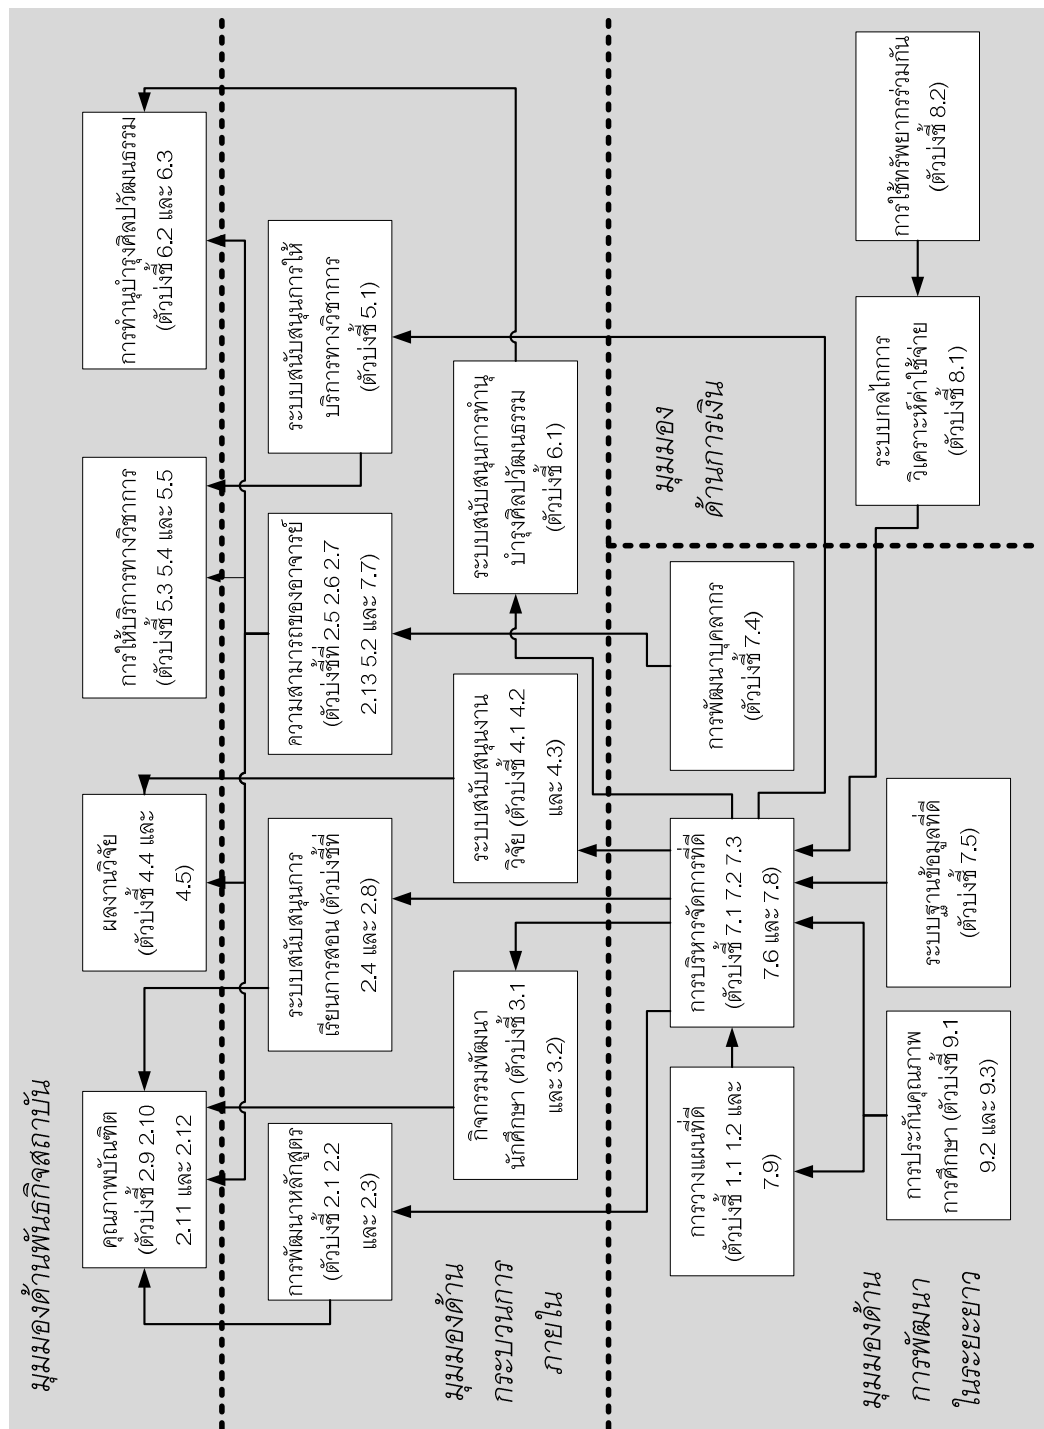 มุมมองด้านพันธกิจสถาบัน
คุณภาพบัณฑิต
(ตัวบ่งชี้ 2.9 2.10
2.11 และ 2.12
ผลงานวิจัย
(ตัวบ่งชี้ 4.4 และ
4.5)
การให้บริการทางวิชาการ
(ตัวบ่งชี้ 5.3 5.4 และ 5.5
การทำนุบำรุงศิลปวัฒนธรรม
(ตัวบ่งชี้ 6.2 และ 6.3
มุมมองด้าน
กระบวนการ
ภายใน
การพัฒนาหลักสูตร
(ตัวบ่งชี้ 2.1 2.2
และ 2.3)
ระบบสนับสนุนการ
เรียนการสอน (ตัวบ่งชี้ที่
2.4 และ 2.8)
ความสามารถของอาจารย์
(ตัวบ่งชี้ที่ 2.5 2.6 2.7
2.13 5.2 และ 7.7)
ระบบสนับสนุนการให้
บริการทางวิชาการ
(ตัวบ่งชี้ 5.1)
กิจกรรมพัฒนา
นักศึกษา (ตัวบ่งชี้ 3.1
และ 3.2)
ระบบสนับสนุนงาน
วิจัย (ตัวบ่งชี้ 4.1 4.2
และ 4.3)
ระบบสนับสนุนการทำนุ
บำรุงศิลปวัฒนธรรม
(ตัวบ่งชี้ 6.1)
มุมมองด้าน
การพัฒนา
ในระยะยาว
การวางแผนที่ดี
(ตัวบ่งชี้ 1.1 1.2 และ
7.9)
การบริหารจัดการที่ดี
(ตัวบ่งชี้ 7.1 7.2 7.3
7.6 และ 7.8)
การพัฒนาบุคลากร
(ตัวบ่งชี้ 7.4)
การประกันคุณภาพ
การศึกษา (ตัวบ่งชี้ 9.1
9.2 และ 9.3)
ระบบฐานข้อมูลที่ดี
(ตัวบ่งชี้ 7.5)
มุมมอง
ด้านการเงิน
ระบบกลไกการ
วิเคราะห์ค่าใช้จ่าย
(ตัวบ่งชี้ 8.1)
การใช้ทรัพยากรร่วมกัน
(ตัวบ่งชี้ 8.2)